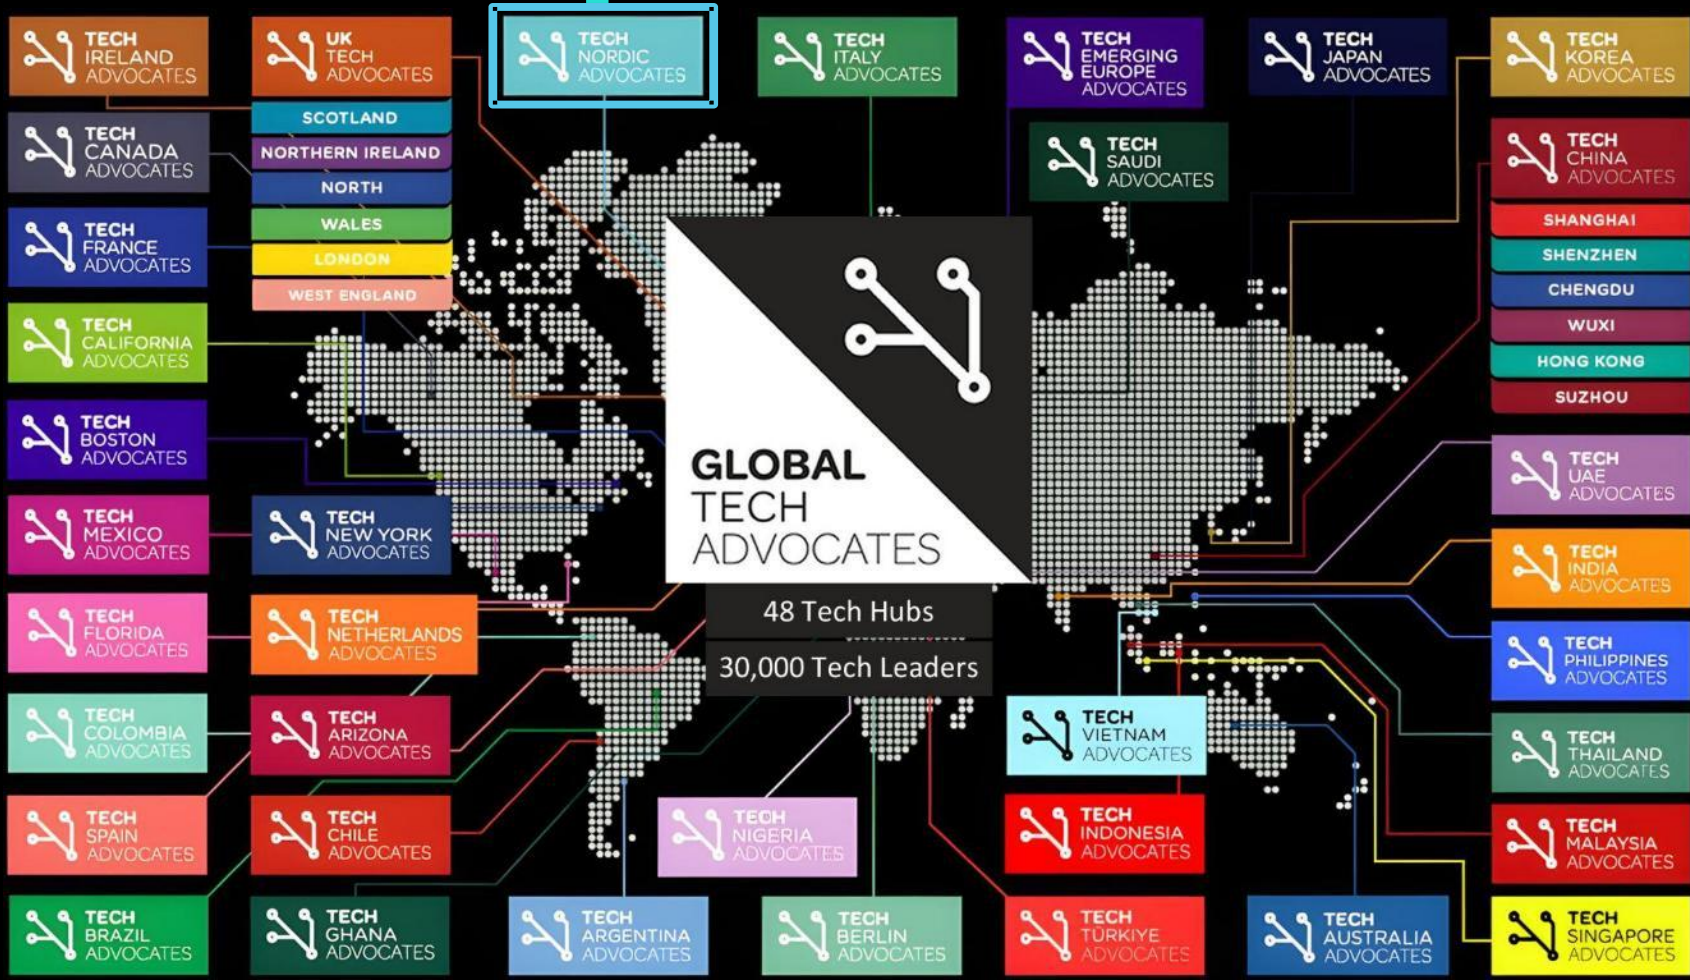 TECH
IRELAND
ADVOCATES
UK
TECH
ADVOCATES
TECH
NORDIC
ADVOCATES
TECH
ITALY
ADVOCATES
TECH
EMERGING
EUROPE
ADVOCATES
TECH
JAPAN
ADVOCATES
TECH
KOREA
ADVOCATES
SCOTLAND
NORTHERN IRELAND
NORTH
WALES
LONDON
WEST ENGLAND
TECH
CANADA
ADVOCATES
TECH
SAUDI
ADVOCATES
TECH
CHINA
ADVOCATES
SHANGHAI
SHENZHEN
CHENGDU
WUXI
HONG KONG
SUZHOU
TECH
FRANCE
ADVOCATES
TECH
CALIFORNIA
ADVOCATES
TECH
BOSTON
ADVOCATES
GLOBAL
TECH
ADVOCATES
48 Tech Hubs
30,000 Tech Leaders
TECH
UAE
ADVOCATES
TECH
MEXICO
ADVOCATES
TECH
NEW YORK
ADVOCATES
TECH
INDIA
ADVOCATES
TECH
FLORIDA
ADVOCATES
TECH
NETHERLANDS
ADVOCATES
TECH
PHILIPPINES
ADVOCATES
TECH
COLOMBIA
ADVOCATES
TECH
ARIZONA
ADVOCATES
TECH
VIETNAM
ADVOCATES
TECH
THAILAND
ADVOCATES
TECH
SPAIN
ADVOCATES
TECH
CHILE
ADVOCATES
TECH
NIGERIA
ADVOCATES
TECH
INDONESIA
ADVOCATES
TECH
MALAYSIA
ADVOCATES
TECH
BRAZIL
ADVOCATES
TECH
GHANA
ADVOCATES
TECH
ARGENTINA
ADVOCATES
TECH
BERLIN
ADVOCATES
TECH
TÜRKIYE
ADVOCATES
TECH
AUSTRALIA
ADVOCATES
TECH
SINGAPORE
ADVOCATES